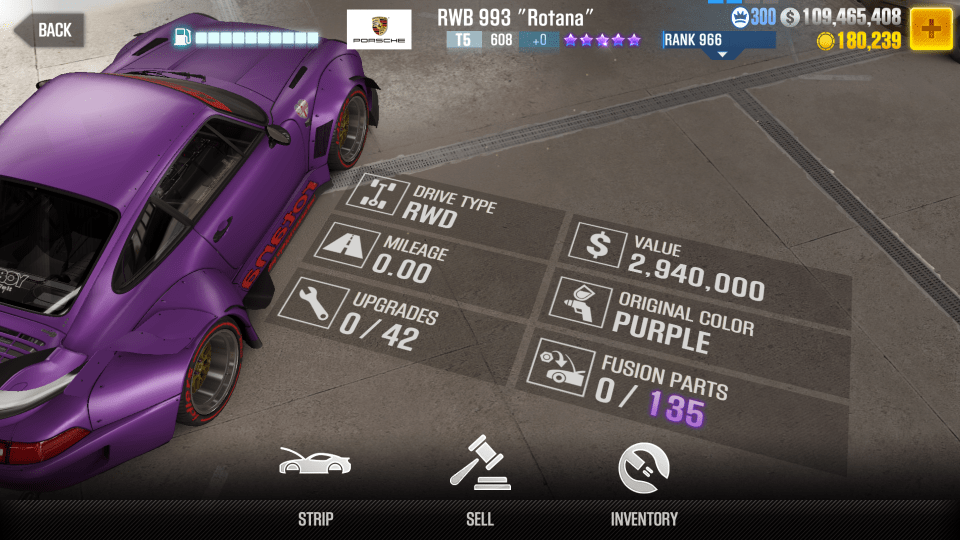 BACK
PORSCHE
RWB 993 "Rotana"
T5 608 +0
RANK 966
300 109,465,408
180,239
DRIVE TYPE
RWD
MILEAGE
0.00
UPGRADES
0 / 42
VALUE
2,940,000
ORIGINAL COLOR
PURPLE
FUSION PARTS
0 / 135
rotana
STRIP
SELL
INVENTORY